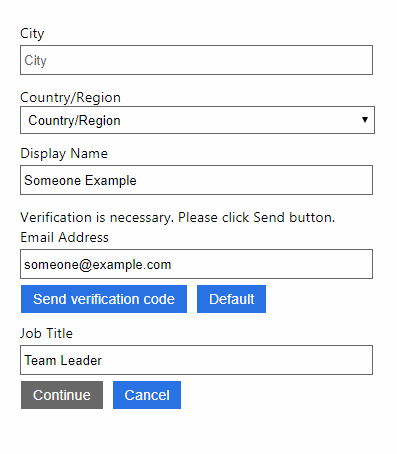 City
City
Country/Region
Country/Region
Display Name
Someone Example
Verification is necessary. Please click Send button.
Email Address
someone@example.com
Send verification code Default
Job Title
Team Leader
Continue Cancel